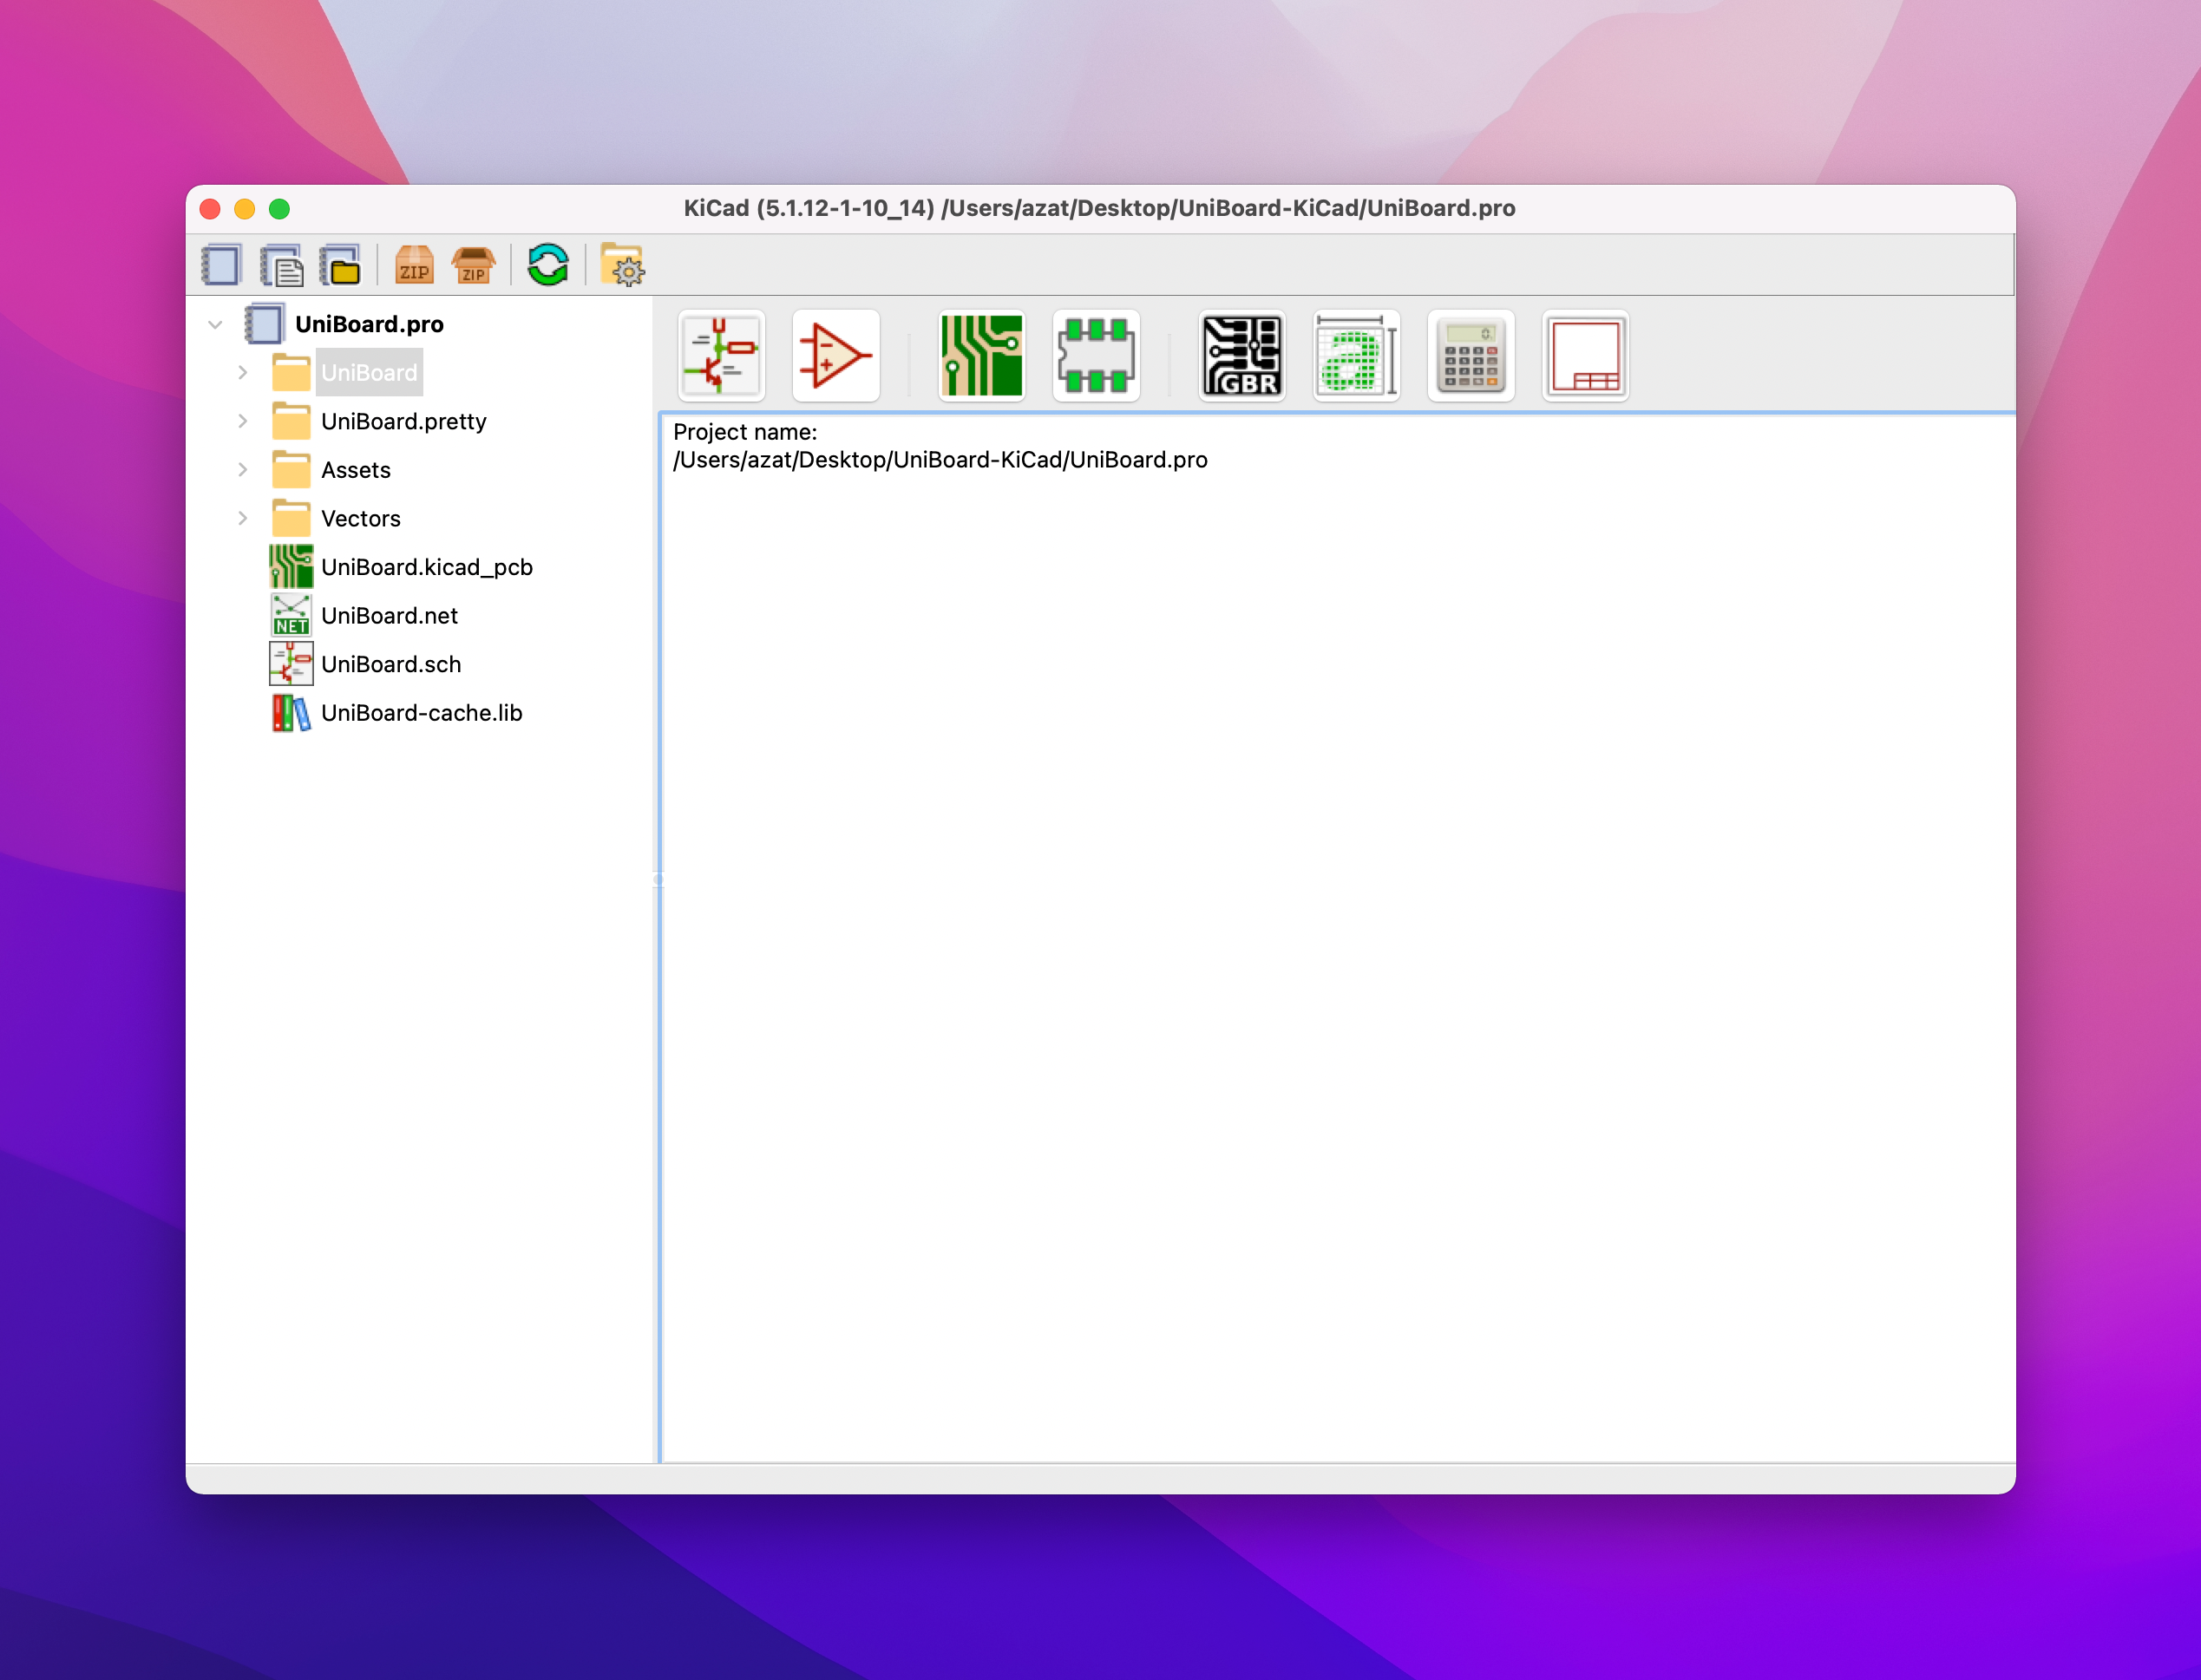 KiCad (5.1.12-1-10_14) /Users/azat/Desktop/UniBoard-KiCad/UniBoard.pro
ZIP
ZIP
UniBoard.pro
UniBoard
UniBoard.pretty
Assets
Vectors
UniBoard.kicad_pcb
NET
UniBoard.net
UniBoard.sch
UniBoard-cache.lib
GBR
a
0.
Project name:
/Users/azat/Desktop/UniBoard-KiCad/UniBoard.pro